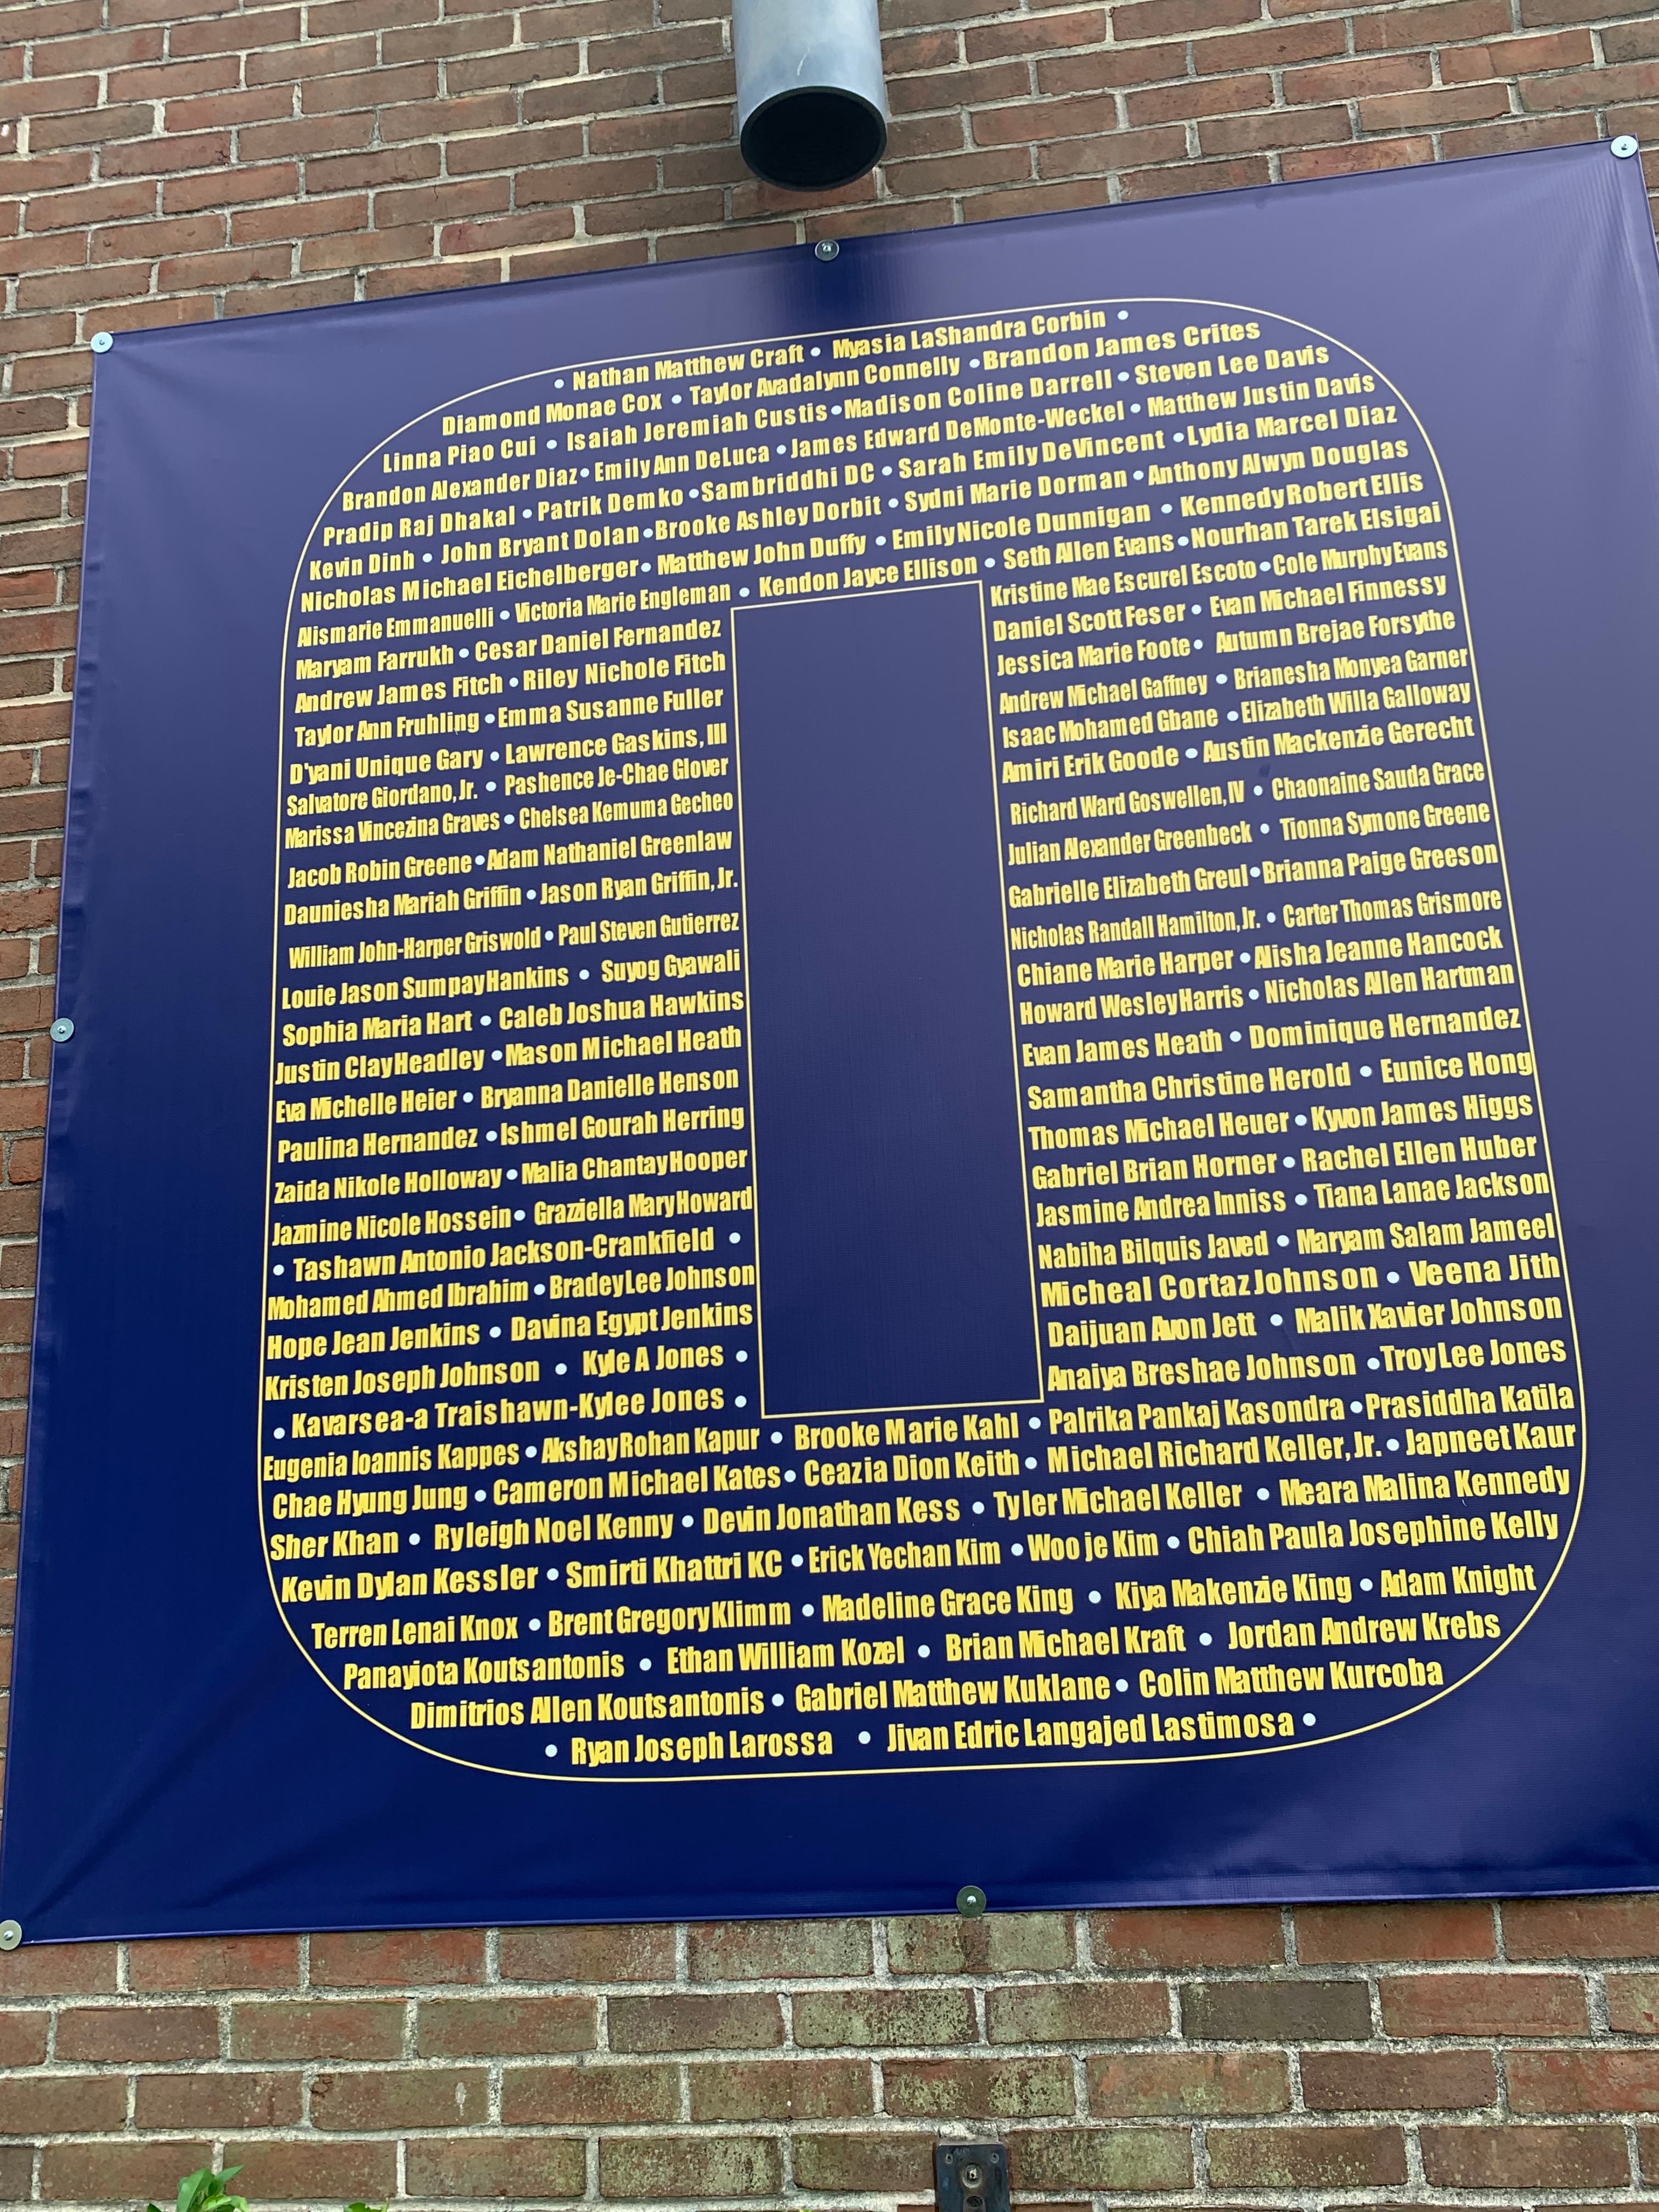 • Nathan Matthew Craft • Myasia LaShandra Corbin •
Diamond Monae Cox • Taylor Avadalynn Connelly • Brandon James Crites
Linna Piao Cui • Isaiah Jeremiah Custis • Madison Coline Darrell • Steven Lee Davis
Brandon Alexander Diaz • Emily Ann DeLuca • James Edward DeMonte-Weckel • Matthew Justin Davis
Pradip Raj Dhakal • Patrik Demko • Sambriddhi DC • Sarah Emily DeVincent • Lydia Marcel Diaz
Kevin Dinh • John Bryant Dolan • Brooke Ashley Dorbit • Sydni Marie Dorman • Anthony Alwyn Douglas
Nicholas Michael Eichelberger • Matthew John Duffy • Emily Nicole Dunnigan • Kennedy Robert Ellis
Alismarie Emmanuelli • Victoria Marie Engleman • Kendon Jayce Ellison • Seth Allen Evans • Nourhan Tarek Elsigai
Maryam Farrukh • Cesar Daniel Fernandez
Andrew James Fitch • Riley Nichole Fitch
Taylor Ann Fruhling • Emma Susanne Fuller
D'yani Unique Gary • Lawrence Gaskins, III
Salvatore Giordano, Jr. • Pashence Je-Chae Glover
Marissa Vincezina Graves • Chelsea Kemuma Gecheo
Jacob Robin Greene • Adam Nathaniel Greenlaw
Dauniesha Mariah Griffin • Jason Ryan Griffin, Jr.
William John-Harper Griswold • Paul Steven Gutierrez
Louie Jason Sumpay Hankins • Suyog Gyawali
Sophia Maria Hart • Caleb Joshua Hawkins
Justin Clay Headley • Mason Michael Heath
Eva Michelle Heier • Bryanna Danielle Henson
Paulina Hernandez • Ishmel Gourah Herring
Zaida Nikole Holloway • Malia Chantay Hooper
Jazmine Nicole Hossein • Grazziella Mary Howard
• Tashawn Antonio Jackson-Crankfield •
Mohamed Ahmed Ibrahim • Bradey Lee Johnson
Hope Jean Jenkins • Davina Egypt Jenkins
Kristen Joseph Johnson • Kyle A Jones •
• Kavarsea-a Traishawn-Kylee Jones •
Kristine Mae Escurel Escoto • Cole Murphy Evans
Daniel Scott Feser • Evan Michael Finnessy
Jessica Marie Foote • Autumn Brejae Forsythe
Andrew Michael Gaffney • Brianesha Monyea Garner
Isaac Mohamed Gbane • Elizabeth Willa Galloway
Amiri Erik Goode • Austin Mackenzie Gerecht
Richard Ward Goswellen, IV • Chaonaine Sauda Grace
Julian Alexander Greenbeck • Tionna Symone Greene
Gabrielle Elizabeth Greul • Brianna Paige Greeson
Nicholas Randall Hamilton, Jr. • Carter Thomas Grismore
Chiane Marie Harper • Alisha Jeanne Hancock
Howard Wesley Harris • Nicholas Allen Hartman
Evan James Heath • Dominique Hernandez
Samantha Christine Herold • Eunice Hong
Thomas Michael Heuer • Kyvon James Higgs
Gabriel Brian Horner • Rachel Ellen Huber
Jasmine Andrea Inniss • Tiana Lanae Jackson
Nabiha Bilquis Javed • Maryam Salam Jameel
Micheal Cortaz Johnson • Veena Jith
Daijuan Avon Jett • Malik Xavier Johnson
Anaiya Breshae Johnson • Troy Lee Jones
Eugenia Ioannis Kappes • Akshay Rohan Kapur • Brooke Marie Kahl • Palrika Pankaj Kasondra • Prasiddha Katila
Chae Hyung Jung • Cameron Michael Kates • Ceazia Dion Keith • Michael Richard Keller, Jr. • Japneet Kaur
Sher Khan • Ryleigh Noel Kenny • Devin Jonathan Kess • Tyler Michael Keller • Meara Malina Kennedy
Kevin Dylan Kessler • Smirti Khattri KC • Erick Yechan Kim • Woo je Kim • Chiah Paula Josephine Kelly
Terren Lenai Knox • Brent Gregory Klimm • Madeline Grace King • Kiya Makenzie King • Adam Knight
Panayiota Koutsantonis • Ethan William Kozel • Brian Michael Kraft • Jordan Andrew Krebs
Dimitrios Allen Koutsantonis • Gabriel Matthew Kuklane • Colin Matthew Kurcoba
• Ryan Joseph Larossa • Jivan Edric Langajed Lastimosa •